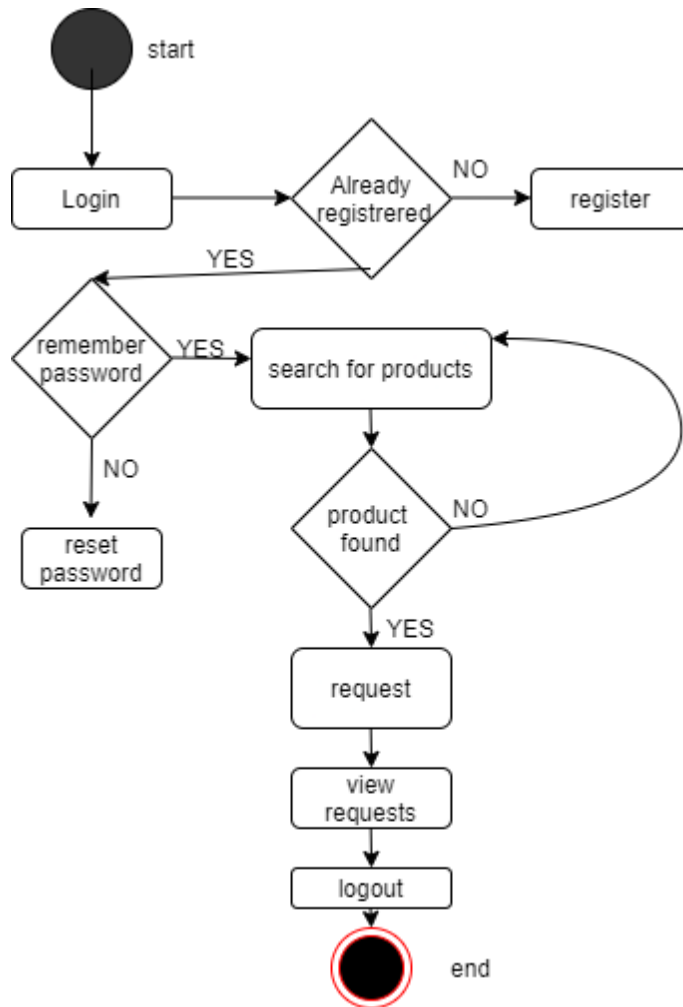 start
Login
Already
registrered
NO
register
YES
remember
password
YES
search for products
NO
reset
password
product
found
NO
YES
request
view
requests
logout
end